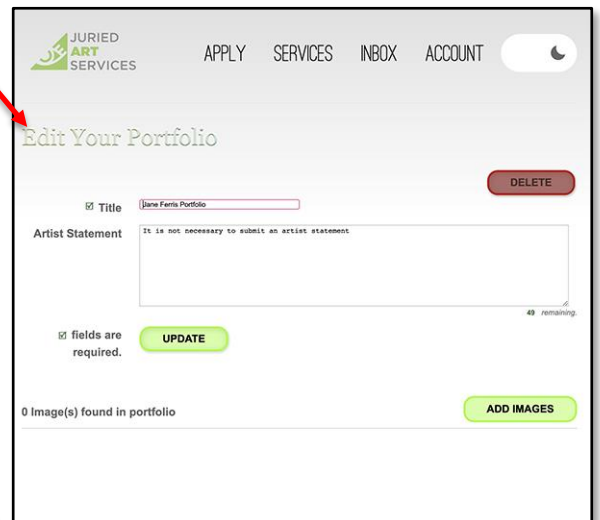 JURIED
ART
SERVICES
APPLY SERVICES INBOX ACCOUNT
Edit Your Portfolio
DELETE
☑ Title
Jane Ferris Portfolio
Artist Statement
It is not necessary to submit an artist statement
49 remaining.
☑ fields are
required.
UPDATE
0 Image(s) found in portfolio
ADD IMAGES